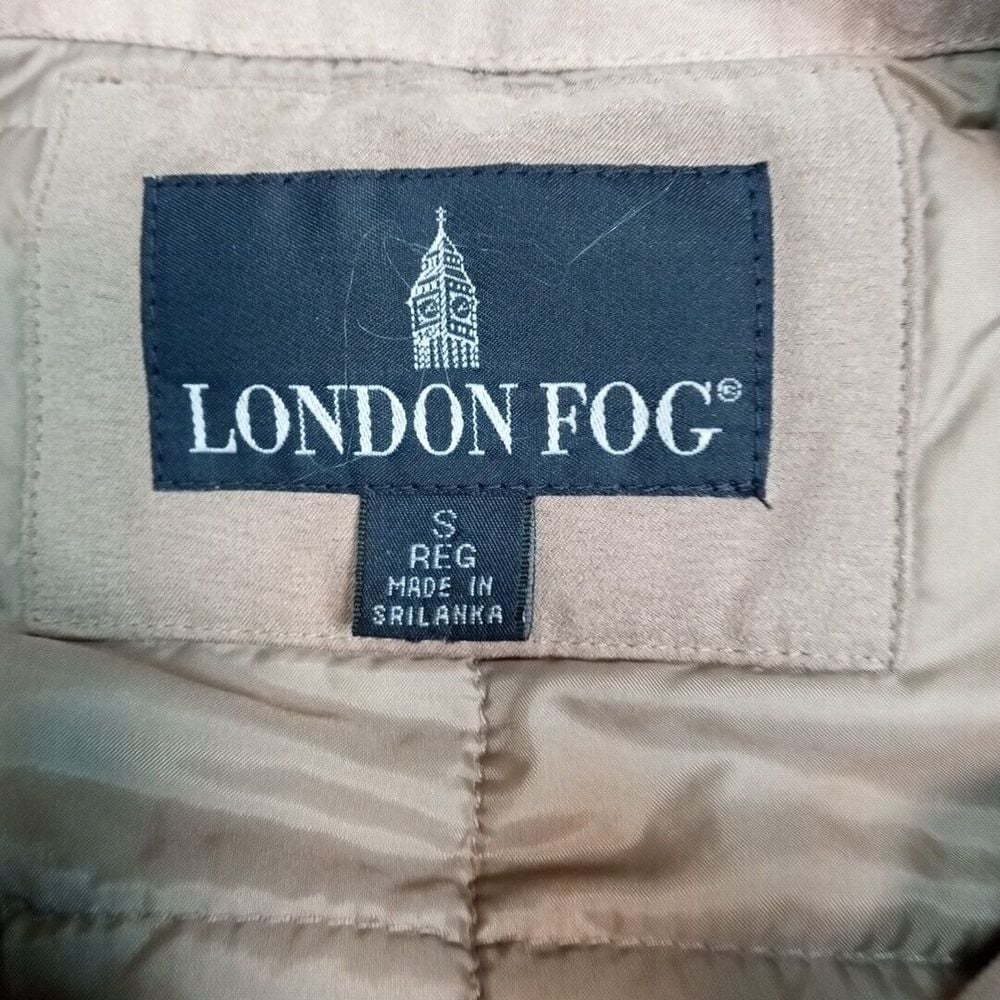 LONDON FOG®
S
REG
MADE IN
SRILANKA